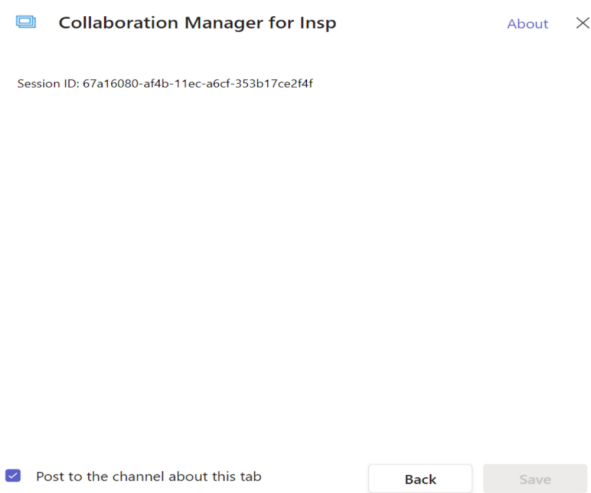 Collaboration Manager for Insp
About
Session ID: 67a16080-af4b-11ec-a6cf-353b17ce2f4f
Post to the channel about this tab
Back
Save